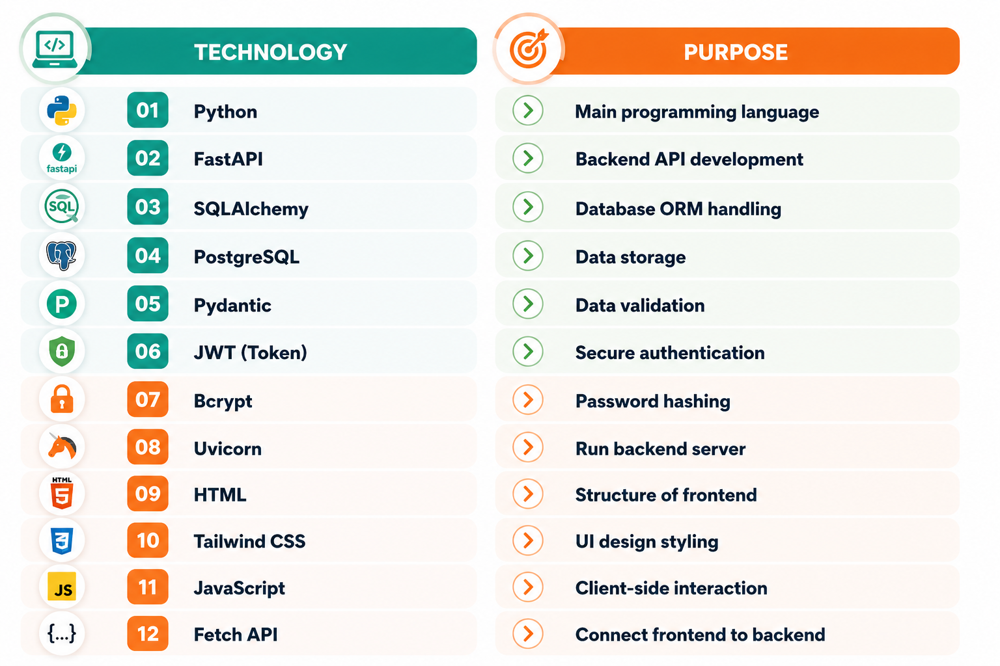 </>
TECHNOLOGY
PURPOSE
01 Python
Main programming language
fastapi
02 FastAPI
Backend API development
SQL
03 SQLAlchemy
Database ORM handling
04 PostgreSQL
Data storage
P
05 Pydantic
Data validation
06 JWT (Token)
Secure authentication
07 Bcrypt
Password hashing
08 Uvicorn
Run backend server
HTML
5
09 HTML
Structure of frontend
3
10 Tailwind CSS
UI design styling
JS
11 JavaScript
Client-side interaction
{...}
12 Fetch API
Connect frontend to backend